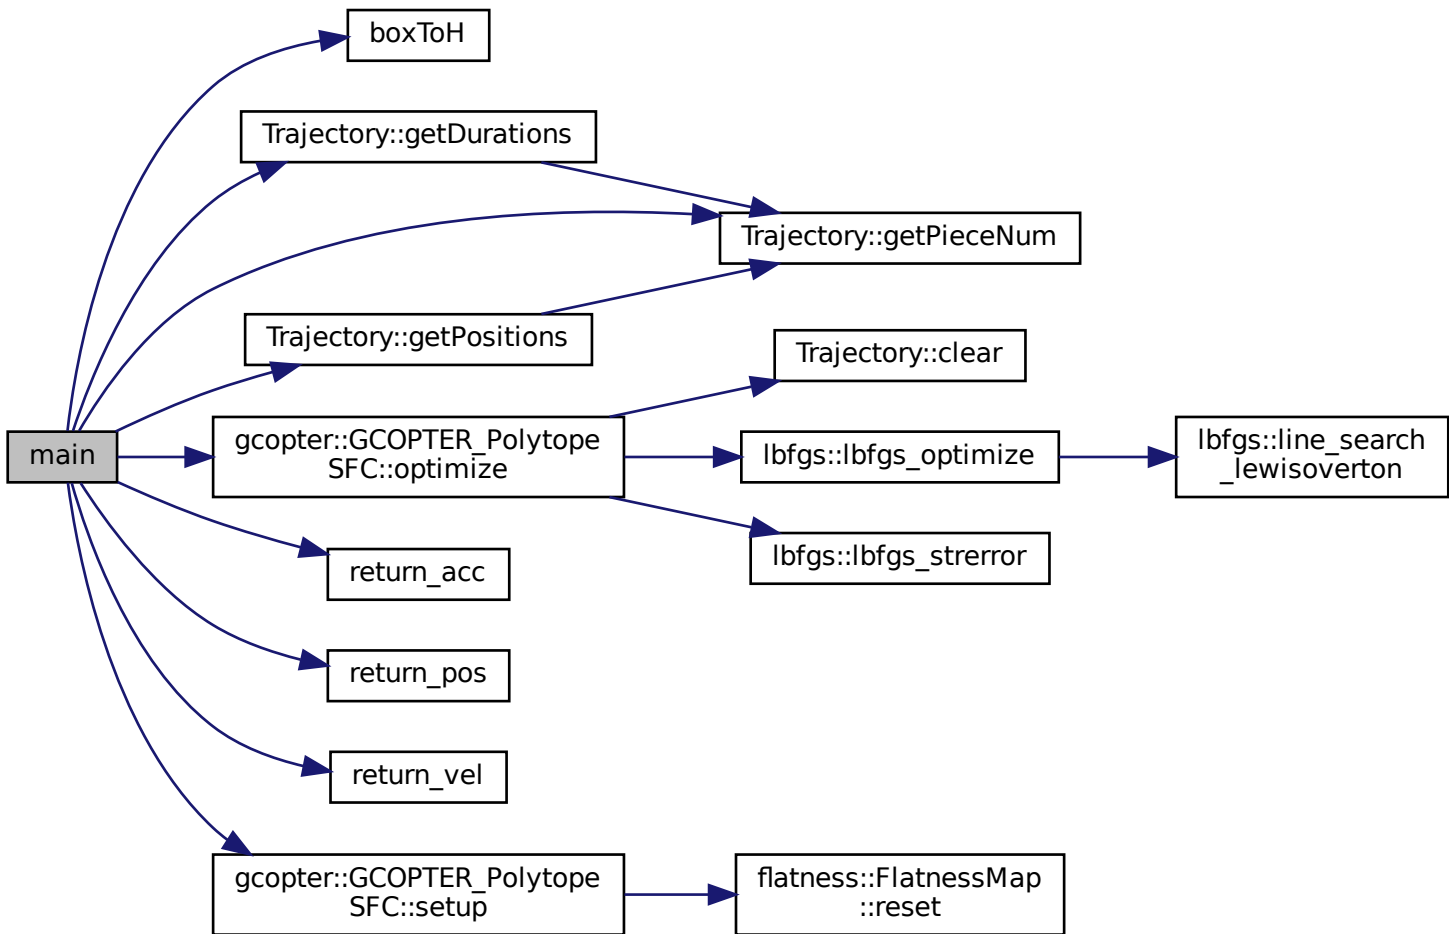 boxToH
Trajectory::getDurations
Trajectory::getPieceNum
Trajectory::getPositions
Trajectory::clear
main
gcopter::GCOPTER_Polytope
SFC::optimize
lbfgs::lbfgs_optimize
lbfgs::line_search
_lewisoverton
lbfgs::lbfgs_strerror
return_acc
return_pos
return_vel
gcopter::GCOPTER_Polytope
SFC::setup
flatness::FlatnessMap
::reset